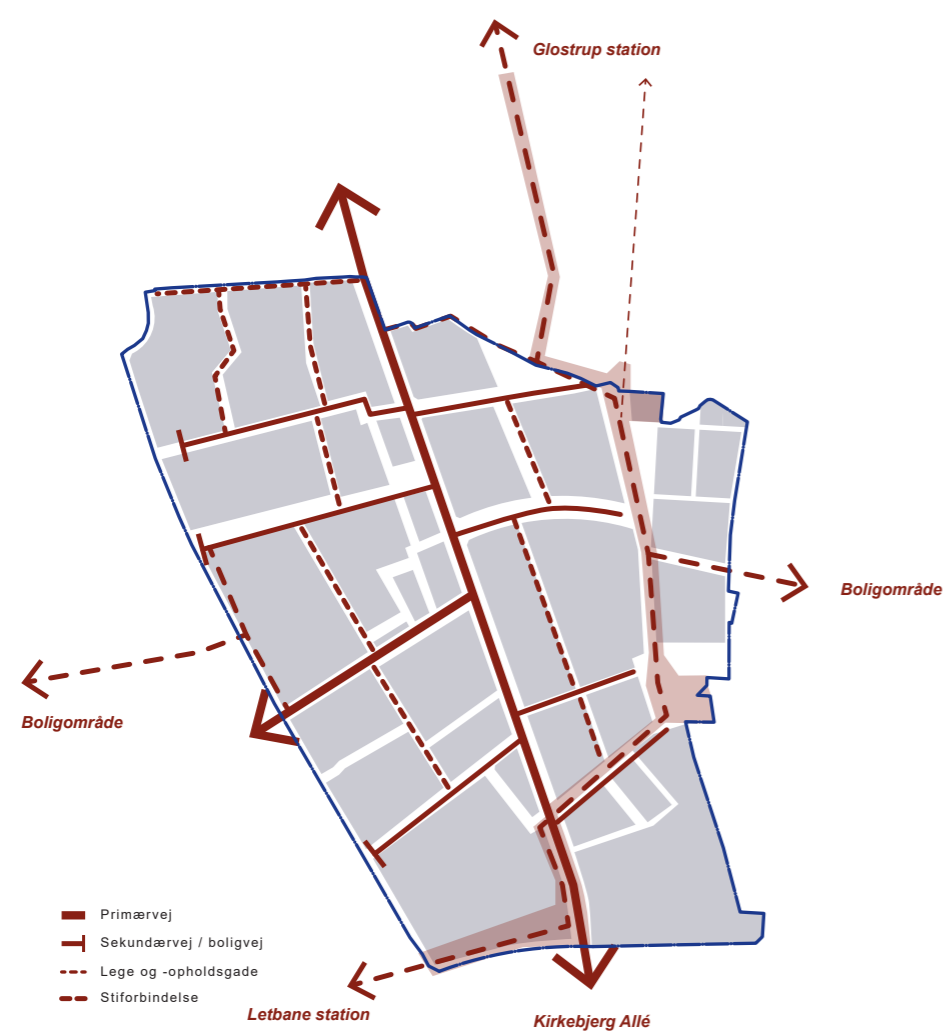 Glostrup station
Boligområde
Boligområde
Primærvej
Sekundærvej / boligvej
Lege og -opholdsgade
Stiforbindelse
Letbane station
Kirkebjerg Allé